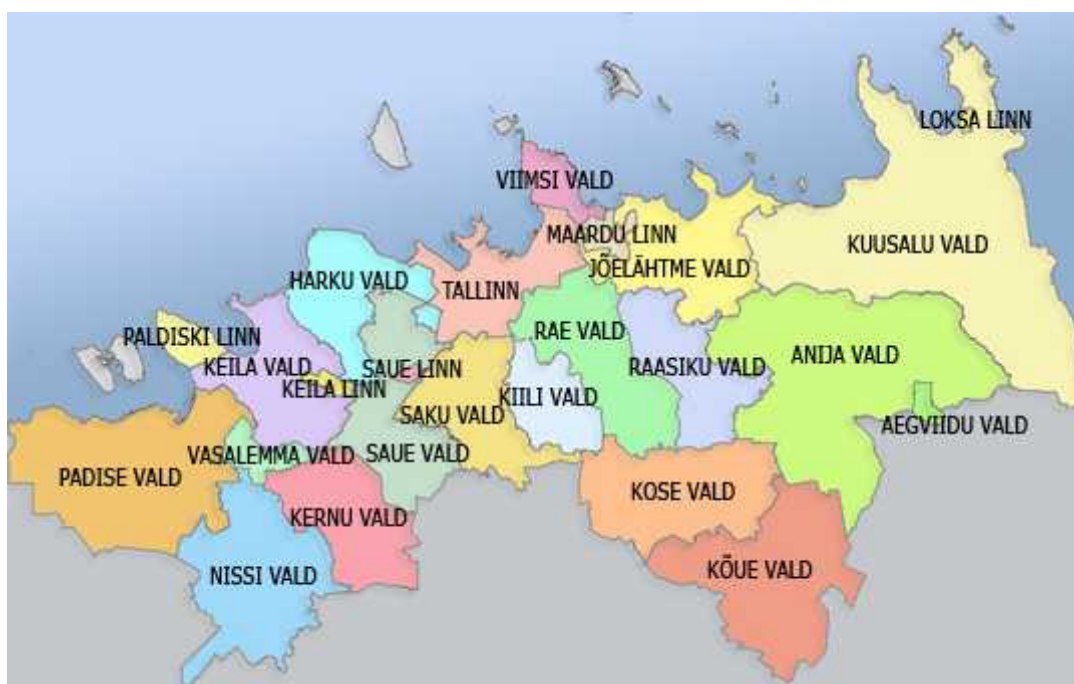 LOKSA LINN
VIIMSI VALD
MAARDU LINN
KUUSALU VALD
JÕELÄHTME VALD
HARKU VALD
TALLINN
PALDISKI LINN
RAE VALD
ANIJA VALD
KEILA VALD
SAUE LINN
RAASIKU VALD
KEILA LINN
KIILI VALD
SAKU VALD
AEGVIIDU VALD
VASALEMMA VALD
SAUE VALD
PADISE VALD
KOSE VALD
KERNU VALD
NISSI VALD
KÕUE VALD